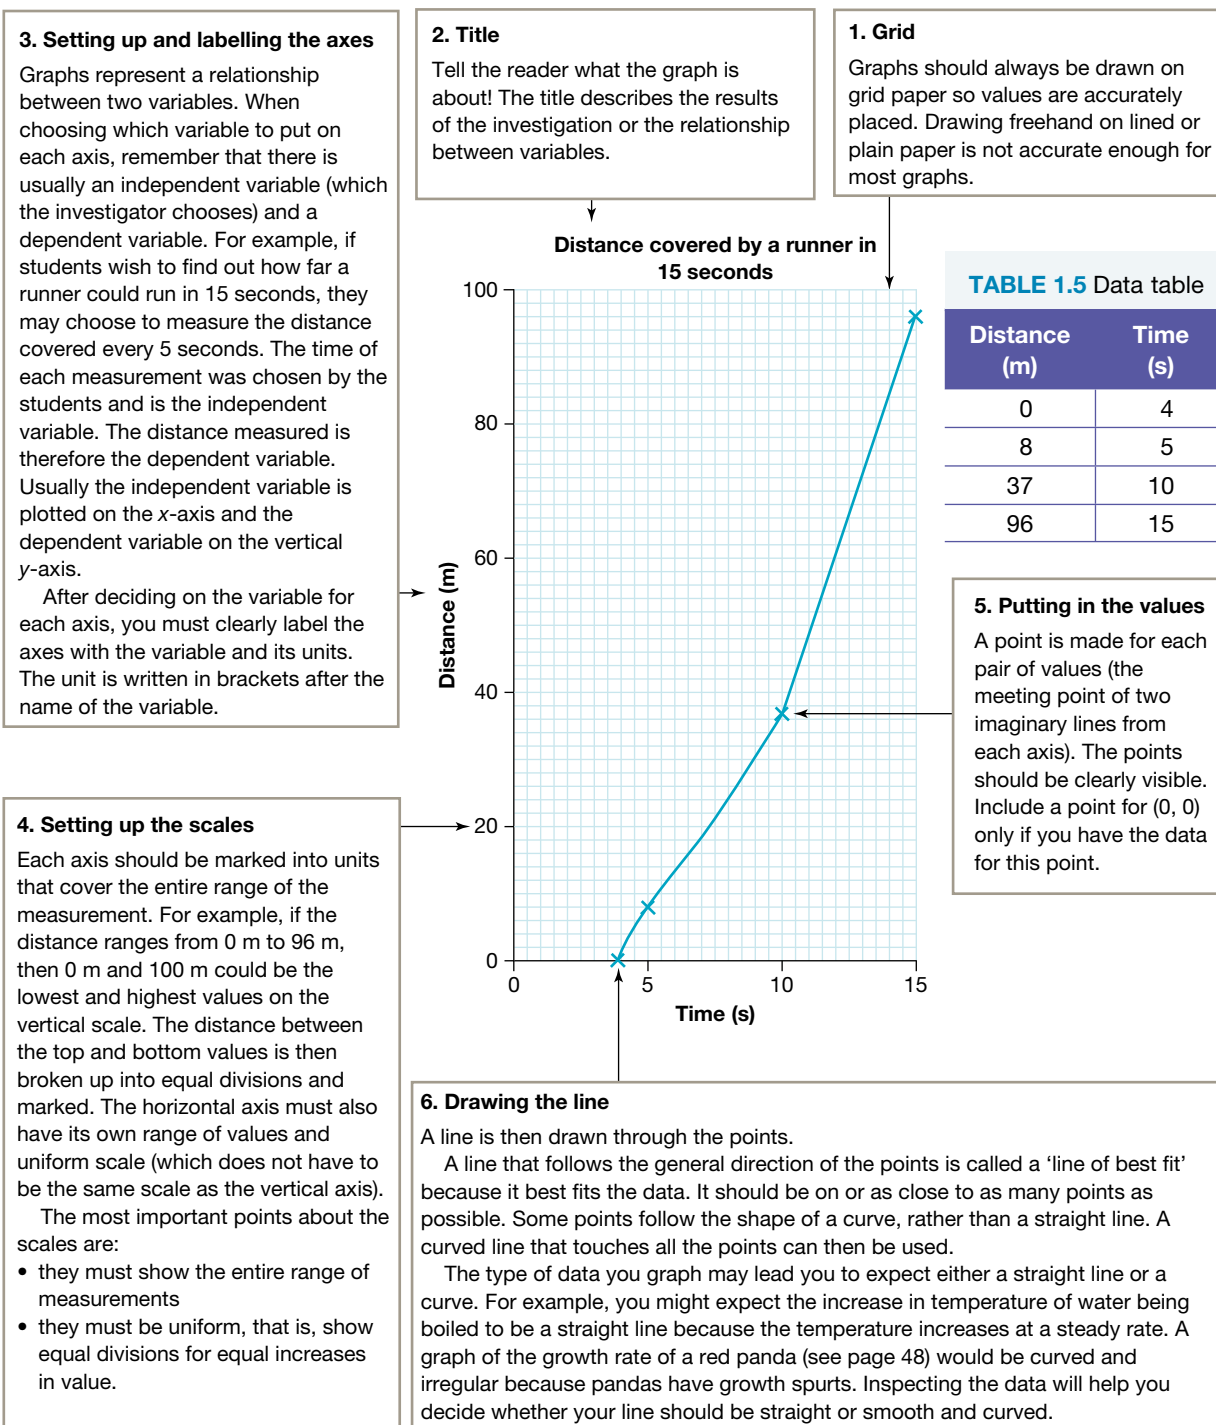 3. Setting up and labelling the axes
Graphs represent a relationship
between two variables. When
choosing which variable to put on
each axis, remember that there is
usually an independent variable (which
the investigator chooses) and a
dependent variable. For example, if
students wish to find out how far a
runner could run in 15 seconds, they
may choose to measure the distance
covered every 5 seconds. The time of
each measurement was chosen by the
students and is the independent
variable. The distance measured is
therefore the dependent variable.
Usually the independent variable is
plotted on the x-axis and the
dependent variable on the vertical
y-axis.
After deciding on the variable for
each axis, you must clearly label the
axes with the variable and its units.
The unit is written in brackets after the
name of the variable.
2. Title
Tell the reader what the graph is
about! The title describes the results
of the investigation or the relationship
between variables.
1. Grid
Graphs should always be drawn on
grid paper so values are accurately
placed. Drawing freehand on lined or
plain paper is not accurate enough for
most graphs.
Distance covered by a runner in
15 seconds
100
80
60
40
20
0
Distance (m)
0 5 10 15
Time (s)
TABLE 1.5 Data table
Distance Time
(m) (s)
0 4
8 5
37 10
96 15
5. Putting in the values
A point is made for each
pair of values (the
meeting point of two
imaginary lines from
each axis). The points
should be clearly visible.
Include a point for (0, 0)
only if you have the data
for this point.
4. Setting up the scales
Each axis should be marked into units
that cover the entire range of the
measurement. For example, if the
distance ranges from 0 m to 96 m,
then 0 m and 100 m could be the
lowest and highest values on the
vertical scale. The distance between
the top and bottom values is then
broken up into equal divisions and
marked. The horizontal axis must also
have its own range of values and
uniform scale (which does not have to
be the same scale as the vertical axis).
The most important points about the
scales are:
• they must show the entire range of
measurements
• they must be uniform, that is, show
equal divisions for equal increases
in value.
6. Drawing the line
A line is then drawn through the points.
A line that follows the general direction of the points is called a ‘line of best fit’
because it best fits the data. It should be on or as close to as many points as
possible. Some points follow the shape of a curve, rather than a straight line. A
curved line that touches all the points can then be used.
The type of data you graph may lead you to expect either a straight line or a
curve. For example, you might expect the increase in temperature of water being
boiled to be a straight line because the temperature increases at a steady rate. A
graph of the growth rate of a red panda (see page 48) would be curved and
irregular because pandas have growth spurts. Inspecting the data will help you
decide whether your line should be straight or smooth and curved.